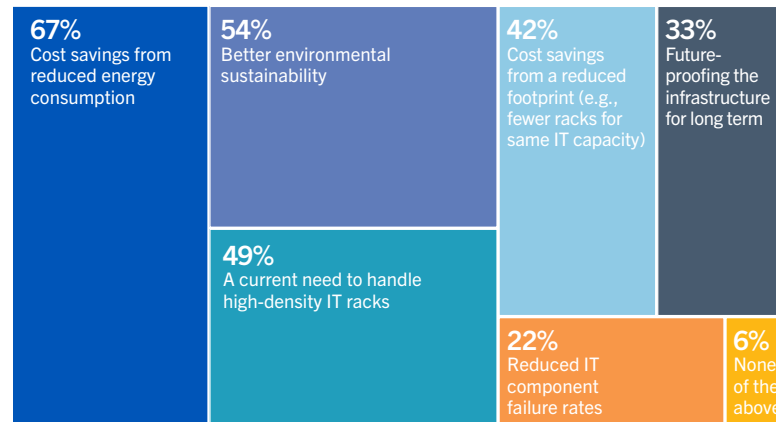 67%
Cost savings from
reduced energy
consumption
54%
Better environmental
sustainability
49%
A current need to handle
high-density IT racks
42%
Cost savings
from a reduced
footprint (e.g.,
fewer racks for
same IT capacity)
33%
Future-
proofing the
infrastructure
for long term
22%
Reduced IT
component
failure rates
6%
None
of the
above